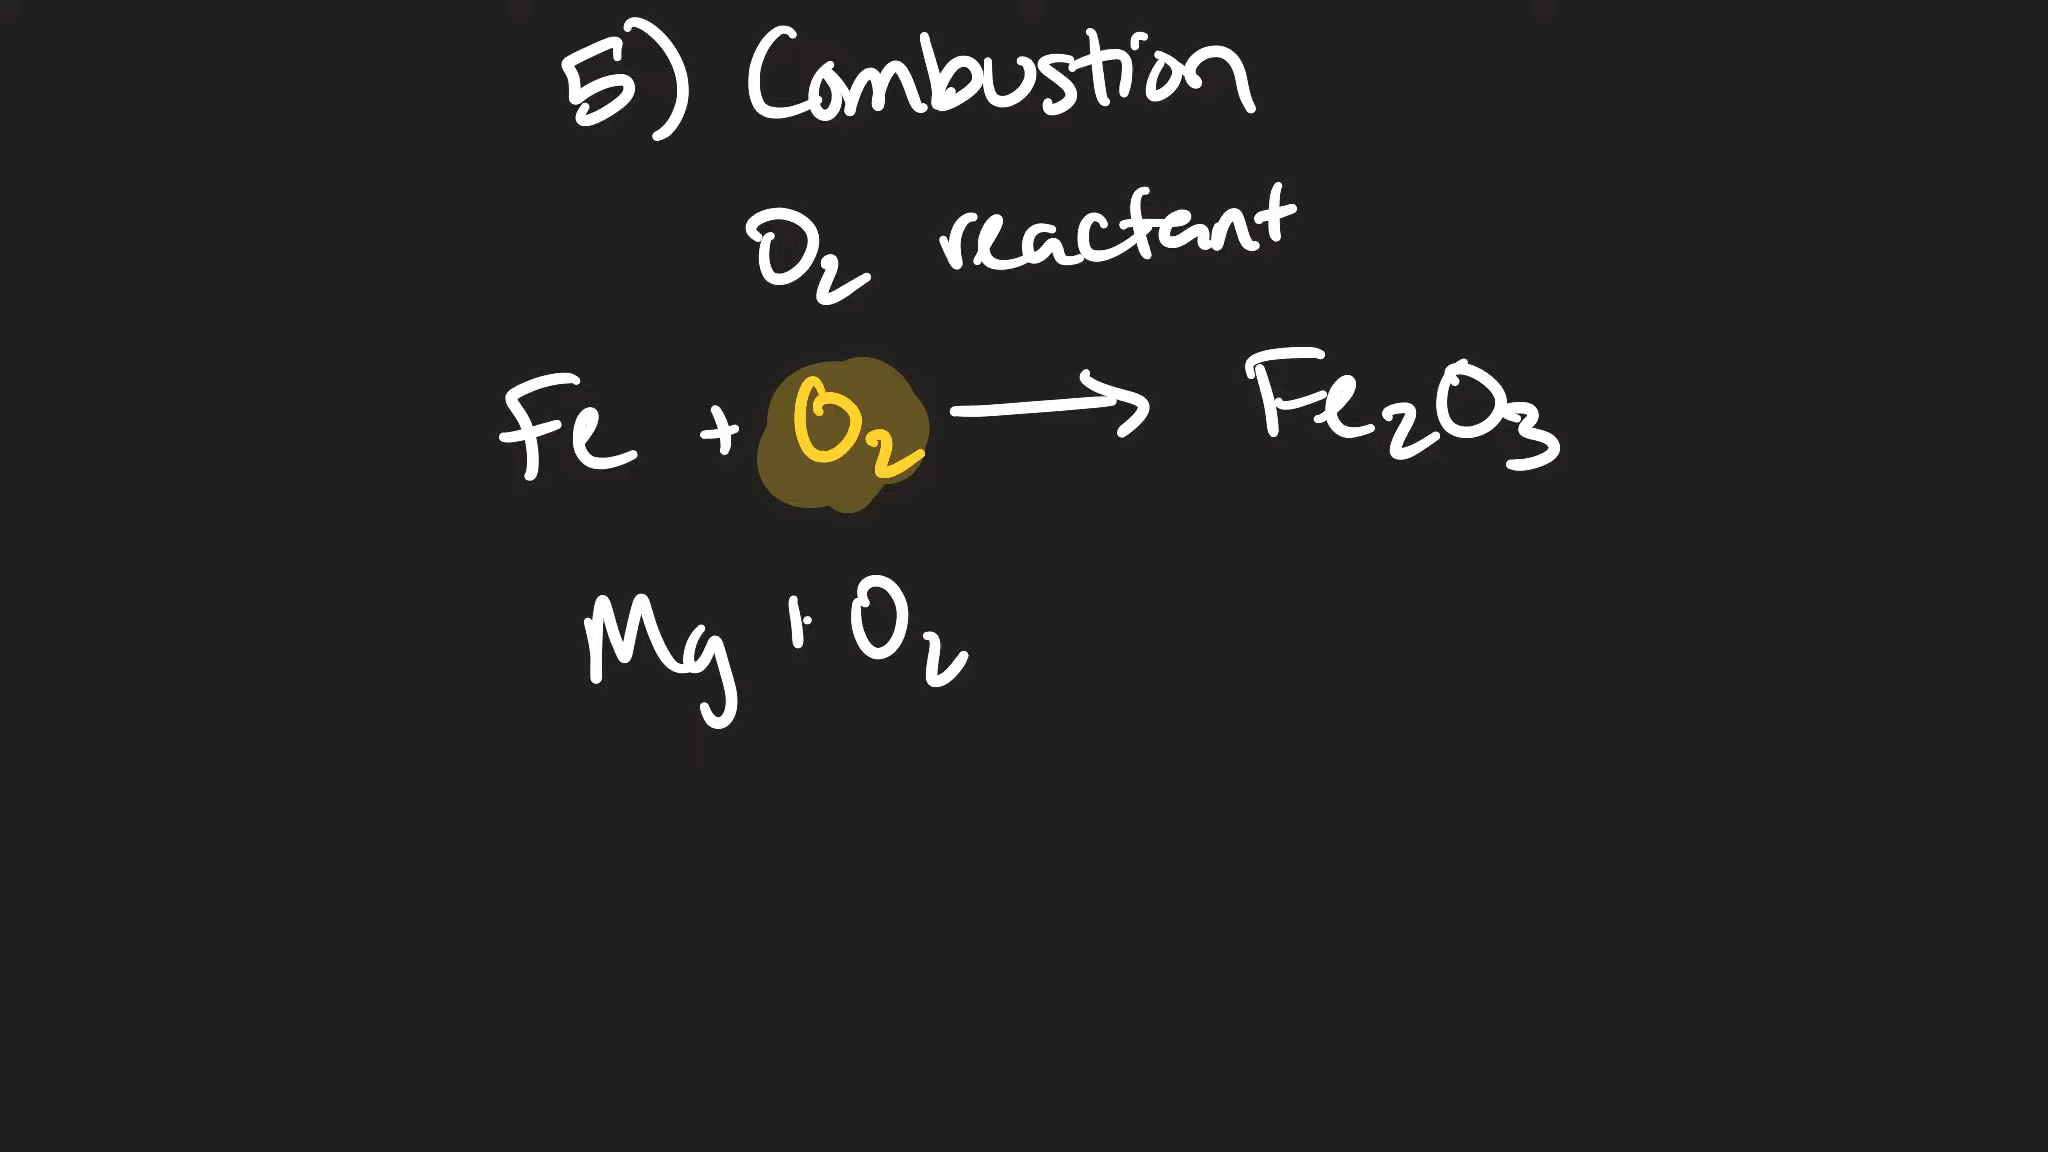 5) Combustion
O₂ reactant
Fe + O₂ → Fe₂O₃
Mg + O₂